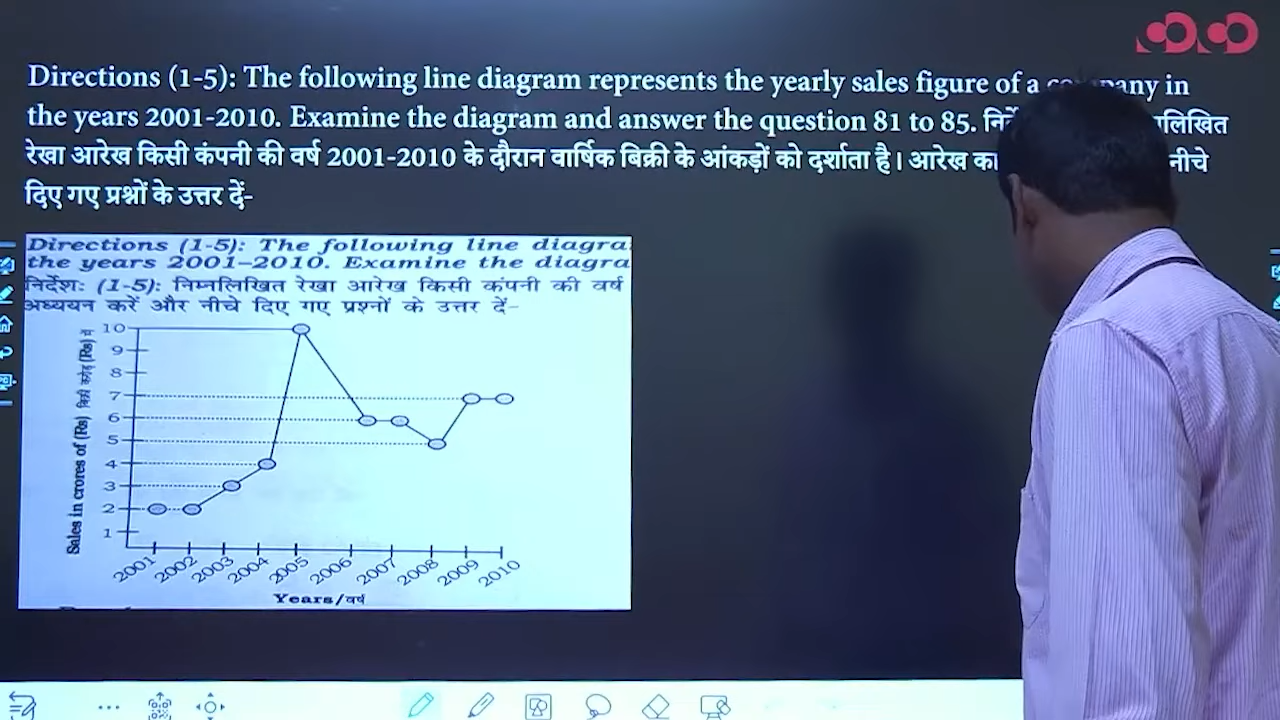 Directions (1-5): The following line diagram represents the yearly sales figure of a company in
the years 2001-2010. Examine the diagram and answer the question 81 to 85.
रेखा आरेख किसी कंपनी की वर्ष 2001-2010 के दौरान वार्षिक बिक्री के आंकड़ों को दर्शाता है। आरेख का नीचे
दिए गए प्रश्नों के उत्तर दें-
Directions (1-5): The following line diagra
the years 2001–2010. Examine the diagra
निर्देशः (1-5): निम्नलिखित रेखा आरेख किसी कंपनी की वर्ष
अध्ययन करें और नीचे दिए गए प्रश्नों के उत्तर दें-
Sales in crores of (Rs) बिक्री करोड़ (Rs) में
10
9
8
7
6
5
4
3
2
1
2001 2002 2003 2004 2005 2006 2007 2008 2009 2010
Years/वर्ष